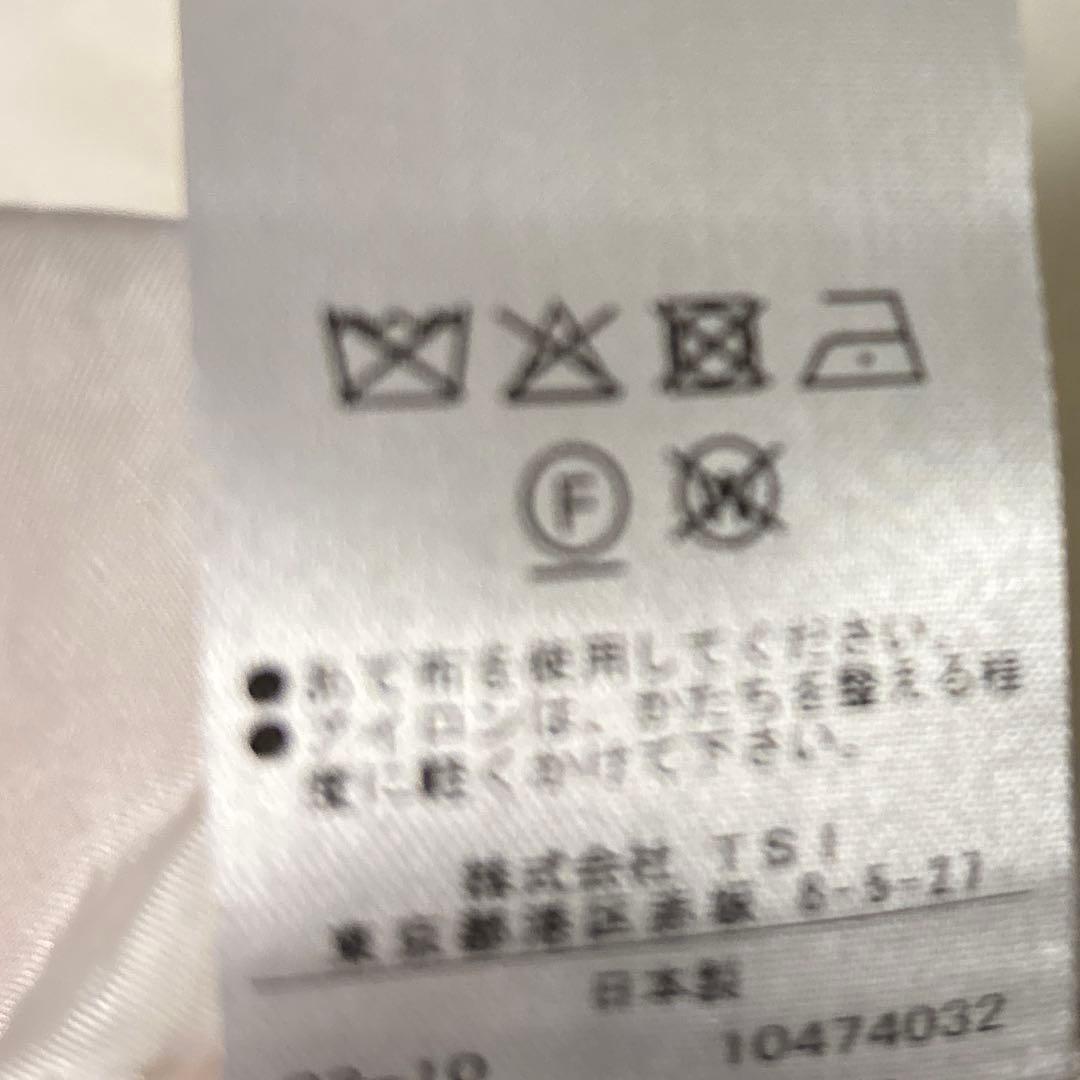 F W
●あて布を使用してください。
●アイロンは、かたちを整える程
度に軽くかけて下さい。
株式会社 TSI
東京都港区赤坂 8-5-27
日本製
10474032